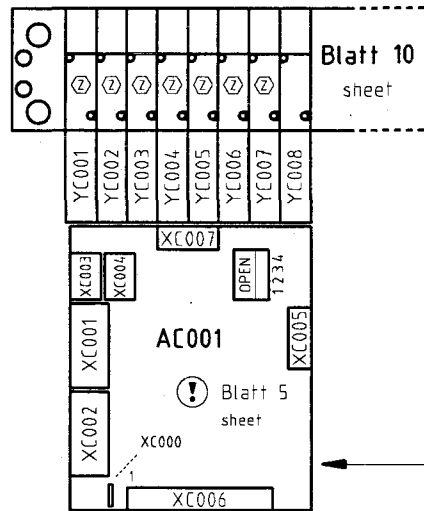 Blatt 10
sheet
Z Z Z Z Z Z Z
YC001 YC002 YC003 YC004 YC005 YC006 YC007 YC008
XC007
XC003 XC004 OPEN 1234
XC001 AC001 XC005
! Blatt 5
sheet
XC002
XC000
1
XC006